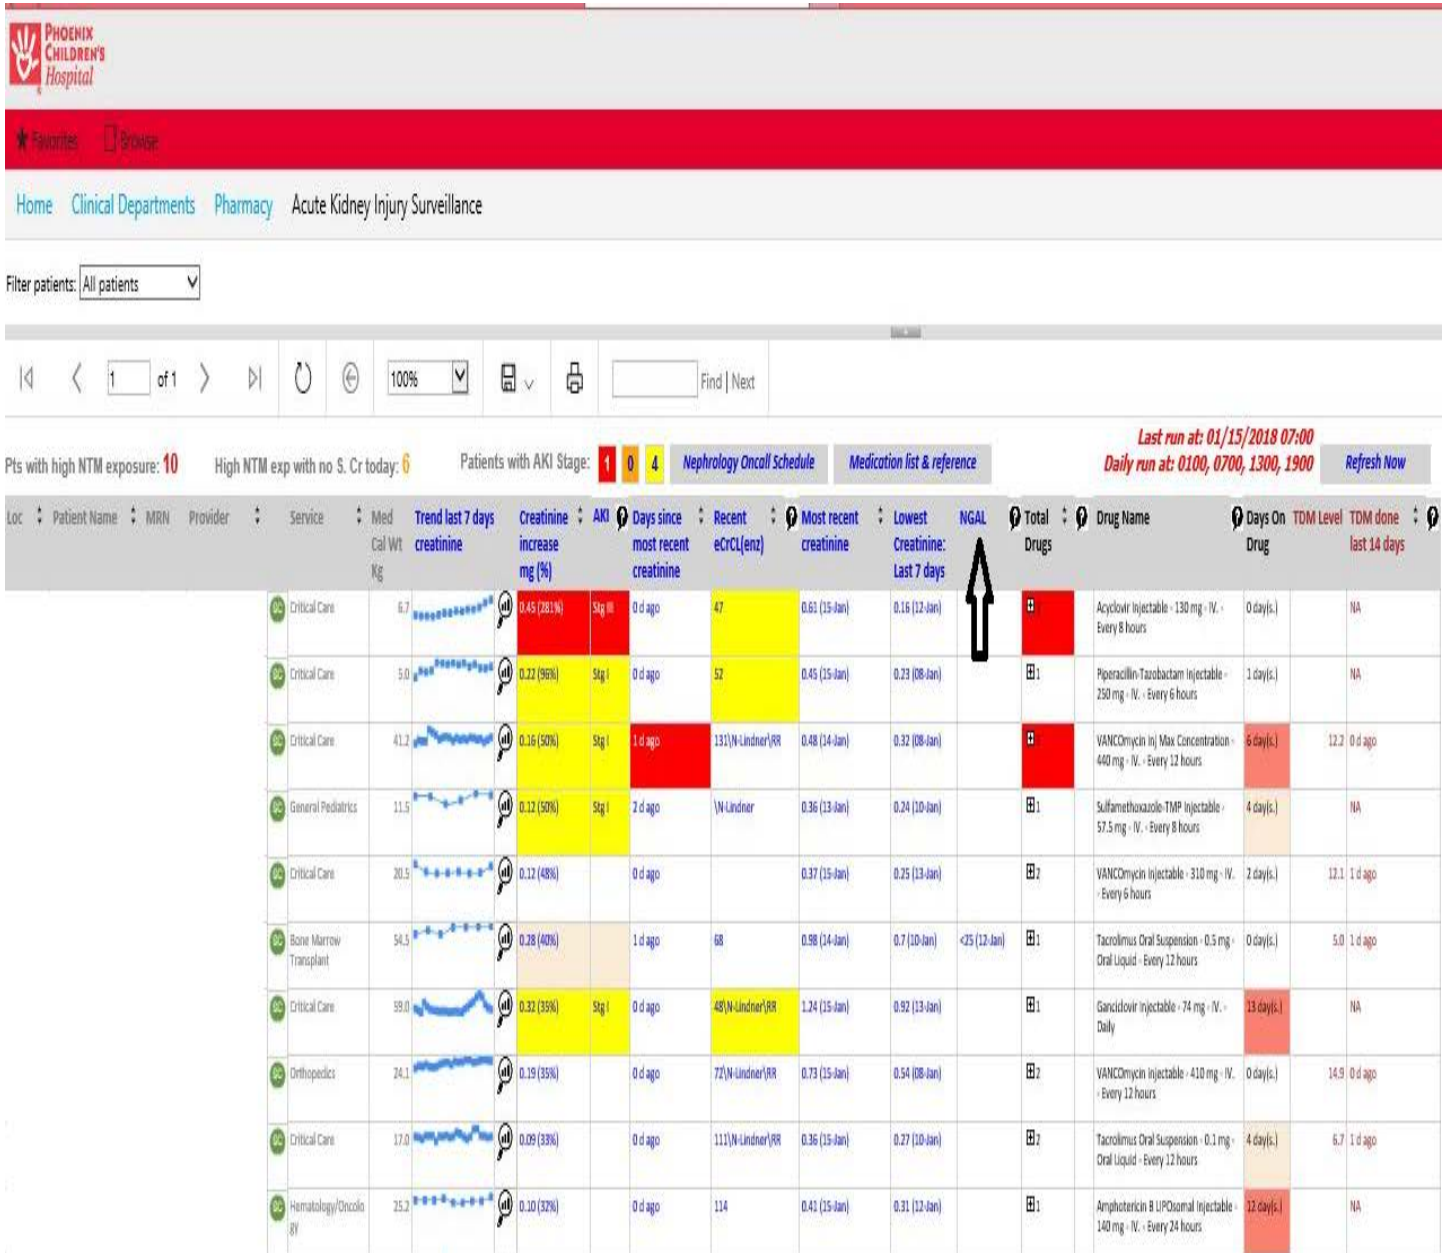 PHOENIX
CHILDREN'S
Hospital
Favorites Browse
Home Clinical Departments Pharmacy Acute Kidney Injury Surveillance
Filter patients: All patients
1 of 1 100% Find | Next
Last run at: 01/15/2018 07:00
Pts with high NTM exposure: 10 High NTM exp with no S. Cr today: 6 Patients with AKI Stage: 1 0 4 Nephrology Oncall Schedule Medication list & reference Daily run at: 0100, 0700, 1300, 1900 Refresh Now
Loc Patient Name MRN Provider Service Med Trend last 7 days Creatinine AKI Days since Recent Most recent Lowest NGAL Total Drug Name Days On TDM Level TDM done
Cal Wt creatinine increase most recent eCrCL(enz) creatinine Creatinine: Drugs Drug last 14 days
Kg mg (%) creatinine Last 7 days
Critical Care 6.7 0.45 (281%) Stg III 0 d ago 47 0.61 (15-Jan) 0.16 (12-Jan) Acyclovir Injectable - 130 mg - IV. - 0 day(s.) NA
Every 8 hours
Critical Care 5.0 0.22 (96%) Stg I 0 d ago 52 0.45 (15-Jan) 0.23 (08-Jan) 1 Piperacillin-Tazobactam Injectable - 1 day(s.) NA
250 mg - IV. - Every 6 hours
Critical Care 41.2 0.16 (50%) Stg I 1 d ago 131\N-Lindner\RR 0.48 (14-Jan) 0.32 (08-Jan) VANCOmycin Inj Max Concentration - 6 day(s.) 12.2 0 d ago
440 mg - IV. - Every 12 hours
General Pediatrics 11.5 0.12 (50%) Stg I 2 d ago \N-Lindner 0.36 (13-Jan) 0.24 (10-Jan) 1 Sulfamethoxazole-TMP Injectable - 4 day(s.) NA
57.5 mg - IV. - Every 8 hours
Critical Care 20.5 0.12 (48%) 0 d ago 0.37 (15-Jan) 0.25 (13-Jan) 2 VANCOmycin Injectable - 310 mg - IV. 2 day(s.) 12.1 1 d ago
- Every 6 hours
Bone Marrow 54.5 0.28 (40%) 1 d ago 68 0.98 (14-Jan) 0.7 (10-Jan) <25 (12-Jan) 1 Tacrolimus Oral Suspension - 0.5 mg - 0 day(s.) 5.0 1 d ago
Transplant Oral Liquid - Every 12 hours
Critical Care 59.0 0.32 (35%) Stg I 0 d ago 48\N-Lindner\RR 1.24 (15-Jan) 0.92 (13-Jan) 1 Ganciclovir Injectable - 74 mg - IV. - 13 day(s.) NA
Daily
Orthopedics 24.1 0.19 (35%) 0 d ago 72\N-Lindner\RR 0.73 (15-Jan) 0.54 (08-Jan) 2 VANCOmycin Injectable - 410 mg - IV. 0 day(s.) 14.9 0 d ago
- Every 12 hours
Critical Care 17.0 0.09 (33%) 0 d ago 111\N-Lindner\RR 0.36 (15-Jan) 0.27 (10-Jan) 2 Tacrolimus Oral Suspension - 0.1 mg - 4 day(s.) 6.7 1 d ago
Oral Liquid - Every 12 hours
Hematology/Oncolo 25.2 0.10 (32%) 0 d ago 114 0.41 (15-Jan) 0.31 (12-Jan) 1 Amphotericin B LIPOsomal Injectable - 12 day(s.) NA
gy 140 mg - IV. - Every 24 hours